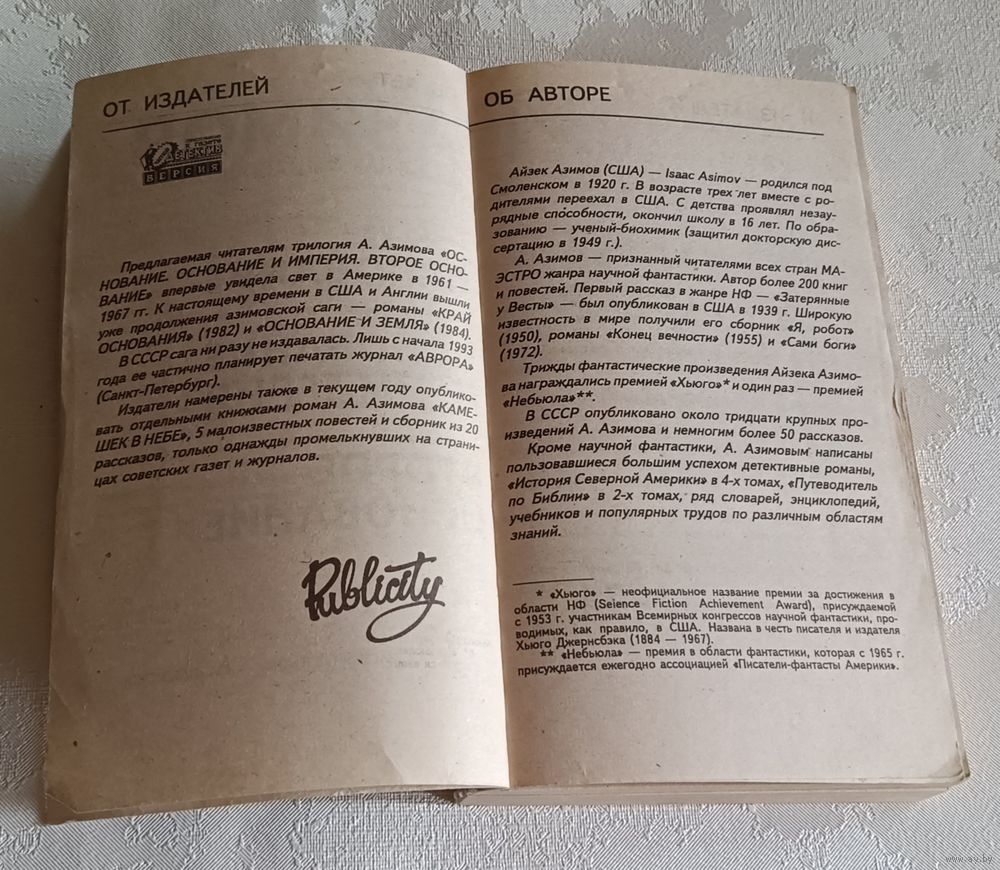 ОТ ИЗДАТЕЛЕЙ
ДЕТЕКТИВ
ВЕРСИЯ
Предлагаемая читателям трилогия А. Азимова «ОС-
НОВАНИЕ. ОСНОВАНИЕ И ИМПЕРИЯ. ВТОРОЕ ОСНО-
ВАНИЕ» впервые увидела свет в Америке в 1961 —
1967 гг. К настоящему времени в США и Англии вышли
уже продолжения азимовской саги — романы «КРАЙ
ОСНОВАНИЯ» (1982) и «ОСНОВАНИЕ И ЗЕМЛЯ» (1984).
В СССР сага ни разу не издавалась. Лишь с начала 1993
года ее частично планирует печатать журнал «АВРОРА»
(Санкт-Петербург).
Издатели намерены также в текущем году опублико-
вать отдельными книжками роман А. Азимова «КАМЕ-
ШЕК В НЕБЕ», 5 малоизвестных повестей и сборник из 20
рассказов, только однажды промелькнувших на страни-
цах советских газет и журналов.
Publicity
ОБ АВТОРЕ
Айзек Азимов (США) — Isaac Asimov — родился под
Смоленском в 1920 г. В возрасте трех лет вместе с ро-
дителями переехал в США. С детства проявлял незау-
рядные способности, окончил школу в 16 лет. По обра-
зованию — ученый-биохимик (защитил докторскую дис-
сертацию в 1949 г.).
А. Азимов — признанный читателями всех стран МА-
ЭСТРО жанра научной фантастики. Автор более 200 книг
и повестей. Первый рассказ в жанре НФ — «Затерянные
у Весты» — был опубликован в США в 1939 г. Широкую
известность в мире получили его сборник «Я, робот»
(1950), романы «Конец вечности» (1955) и «Сами боги»
(1972).
Трижды фантастические произведения Айзека Азимо-
ва награждались премией «Хьюго»* и один раз — премией
«Небьюла»**.
В СССР опубликовано около тридцати крупных про-
изведений А. Азимова и немногим более 50 рассказов.
Кроме научной фантастики, А. Азимовым написаны
пользовавшиеся большим успехом детективные романы,
«История Северной Америки» в 4-х томах, «Путеводитель
по Библии» в 2-х томах, ряд словарей, энциклопедий,
учебников и популярных трудов по различным областям
знаний.
* «Хьюго» — неофициальное название премии за достижения в
области НФ (Seience Fiction Achievement Award), присуждаемой
с 1953 г. участникам Всемирных конгрессов научной фантастики, про-
водимых, как правило, в США. Названа в честь писателя и издателя
Хьюго Джернсбэка (1884 — 1967).
** «Небьюла» — премия в области фантастики, которая с 1965 г.
присуждается ежегодно ассоциацией «Писатели-фантасты Америки».
www.av.by